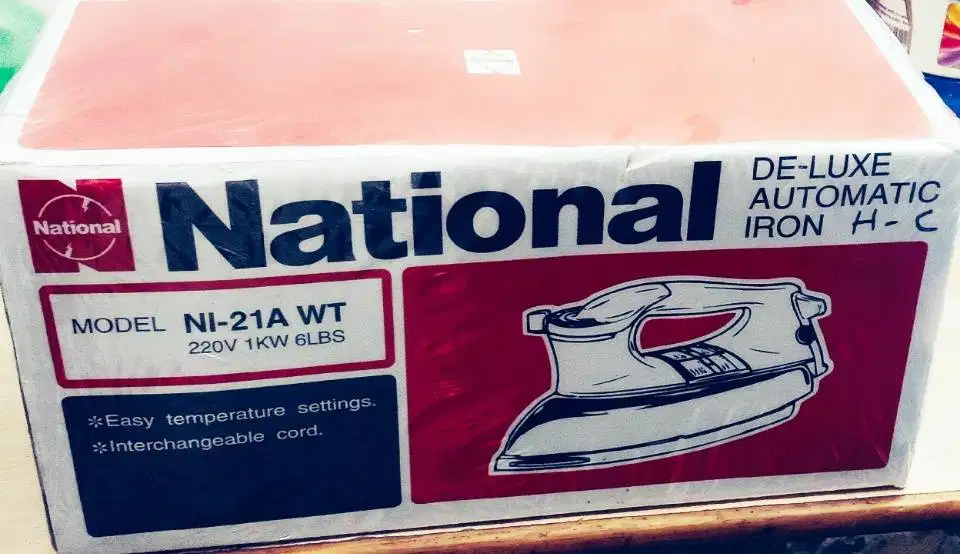 National
National
DE-LUXE
AUTOMATIC
IRON H-C
MODEL NI-21A WT
220V 1KW 6LBS
*Easy temperature settings.
*Interchangeable cord.